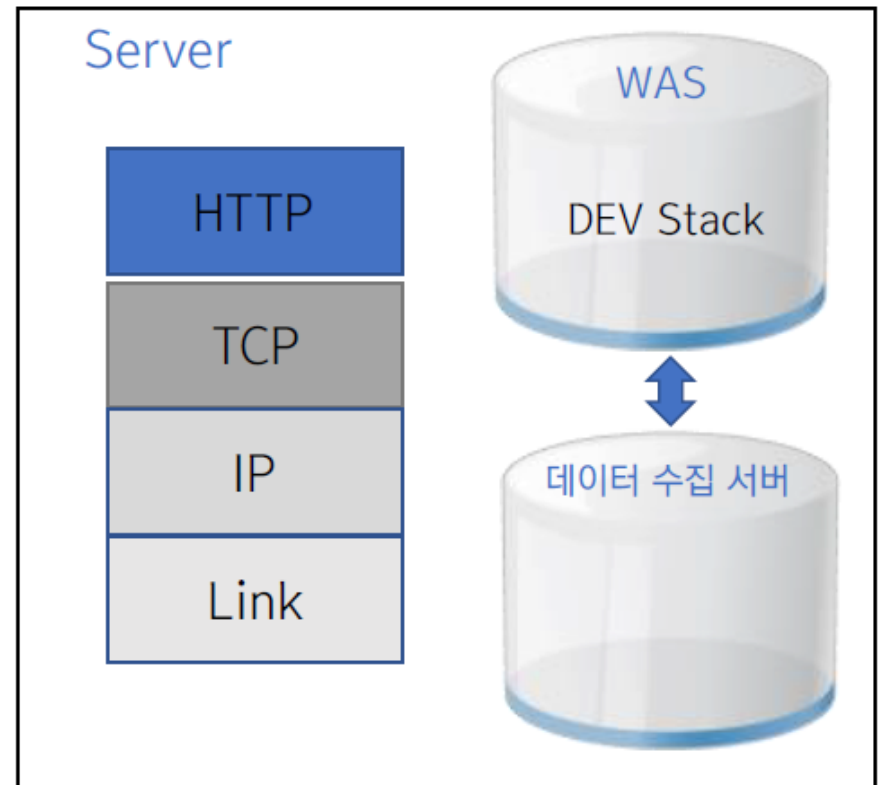 Server
HTTP
TCP
IP
Link
WAS
DEV Stack
데이터 수집 서버